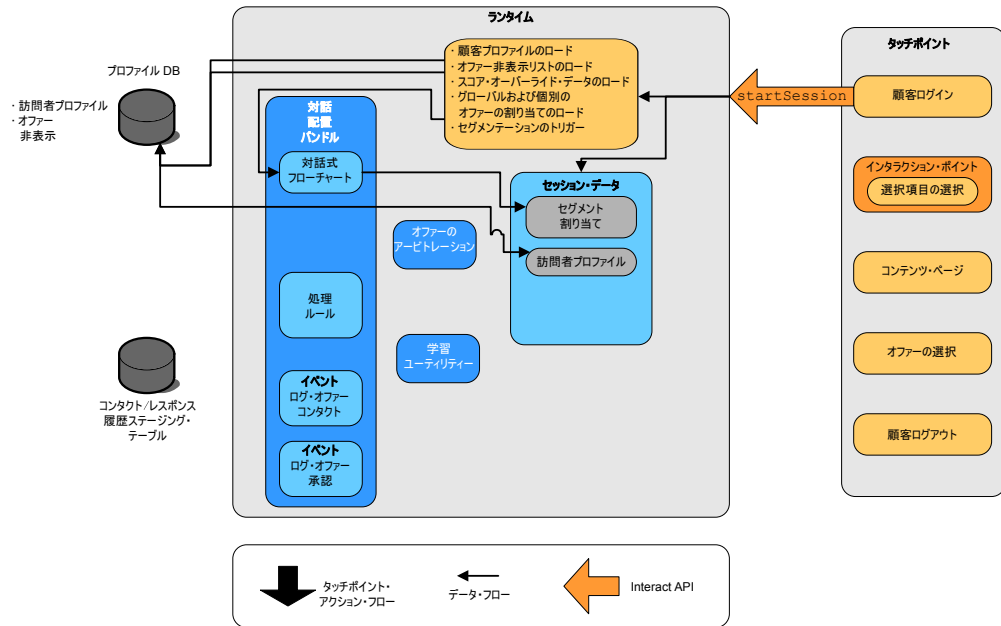 ランタイム
タッチポイント
プロファイル DB
・訪問者プロファイル
・オファー
非表示
・顧客プロファイルのロード
・オファー非表示リストのロード
・スコア・オーバーライド・データのロード
・グローバルおよび個別の
オファーの割り当てのロード
・セグメンテーションのトリガー
startSession
顧客ログイン
対話
配置
バンドル
対話式
フローチャート
セッション・データ
セグメント
割り当て
訪問者プロファイル
インタラクション・ポイント
選択項目の選択
オファーの
アービトレーション
コンテンツ・ページ
処理
ルール
学習
ユーティリティー
オファーの選択
コンタクト/レスポンス
履歴ステージング・
テーブル
イベント
ログ・オファー
コンタクト
イベント
ログ・オファー
承認
顧客ログアウト
タッチポイント・
アクション・フロー
データ・フロー
Interact API